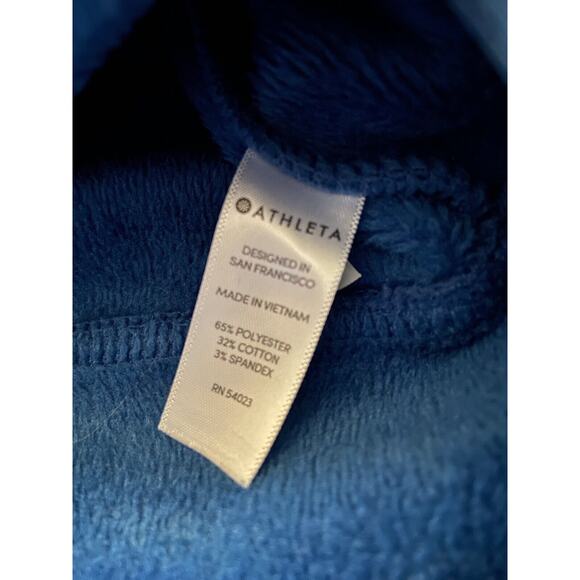 ATHLETA
DESIGNED IN
SAN FRANCISCO
MADE IN VIETNAM
65% POLYESTER
32% COTTON
3% SPANDEX
RN 54023